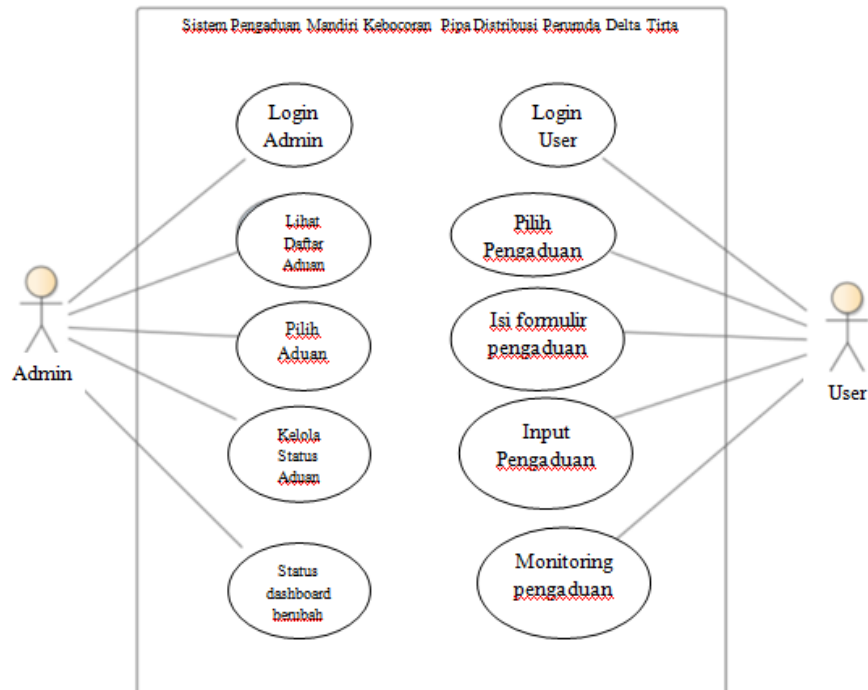 Sistem Pengaduan Mandiri Kebocoran Pipa Distribusi Perumda Delta Tirta
Login
Admin
Lihat
Daftar
Aduan
Pilih
Aduan
Kelola
Status
Aduan
Status
dashboard
berubah
Admin
Login
User
Pilih
Pengaduan
Isi formulir
pengaduan
Input
Pengaduan
Monitoring
pengaduan
User